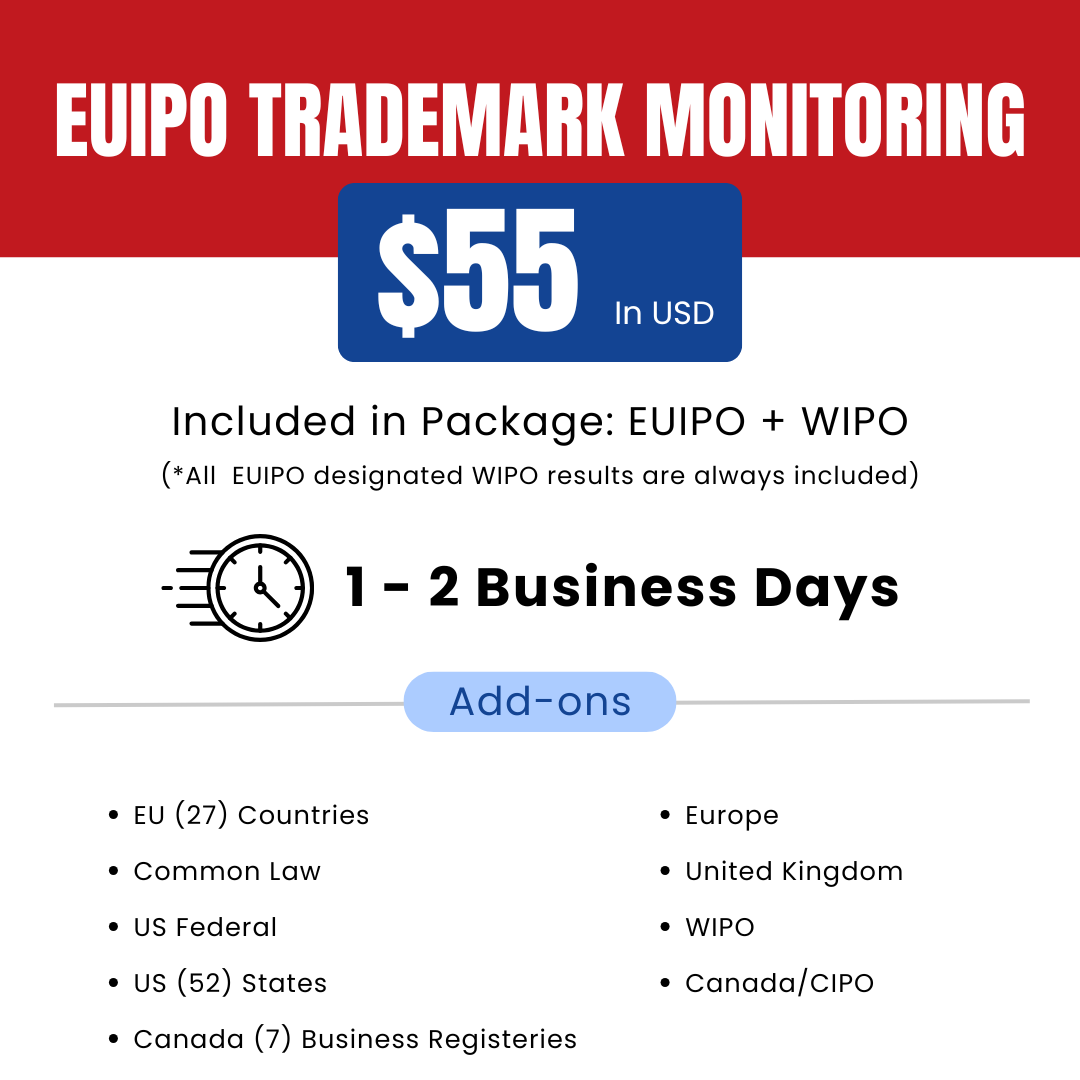 EUIPO TRADEMARK MONITORING
$55 In USD
Included in Package: EUIPO + WIPO
(*All  EUIPO designated WIPO results are always included)
1 - 2 Business Days
Add-ons
EU (27) Countries
Common Law
US Federal
US (52) States
Canada (7) Business Registeries
Europe
United Kingdom
WIPO
Canada/CIPO